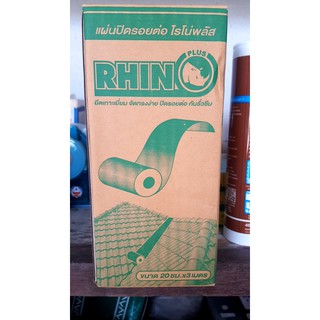 แผ่นปิดรอยต่อ ไรโน่พลัส
RHINO
PLUS
ยึดเกาะเยี่ยม จัดทรงง่าย ปิดรอยต่อ กันรั่วซึม
ขนาด 20 ซม.x3 เมตร